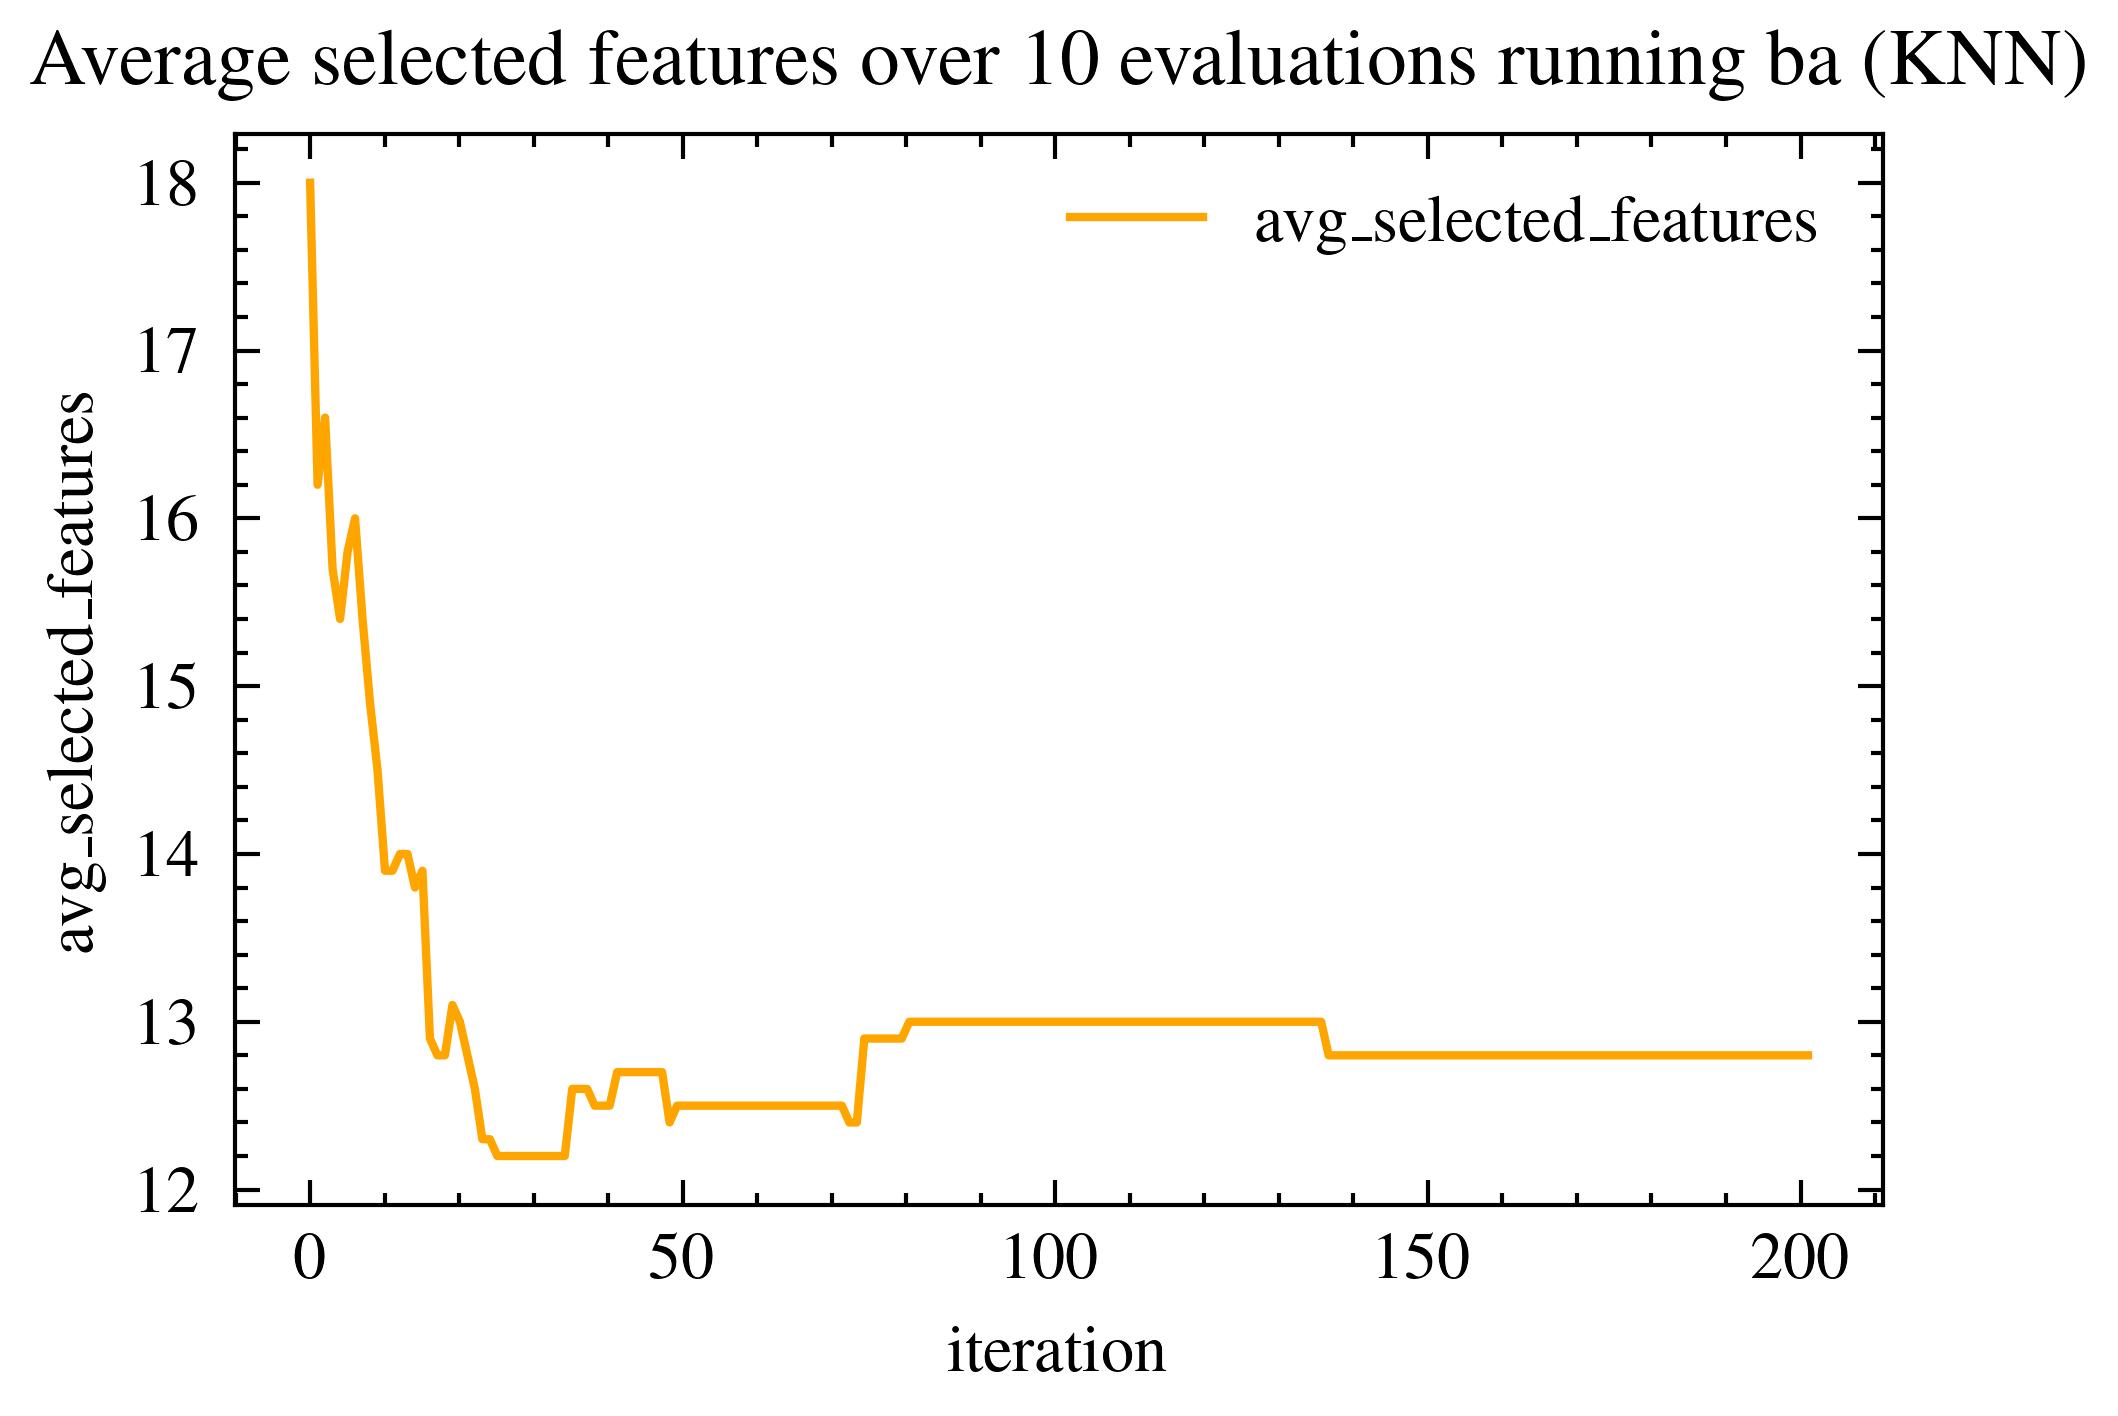 Average selected features over 10 evaluations running ba (KNN)
avg_selected_features
18
17
16
15
14
13
12
avg_selected_features
0 50 100 150 200
iteration